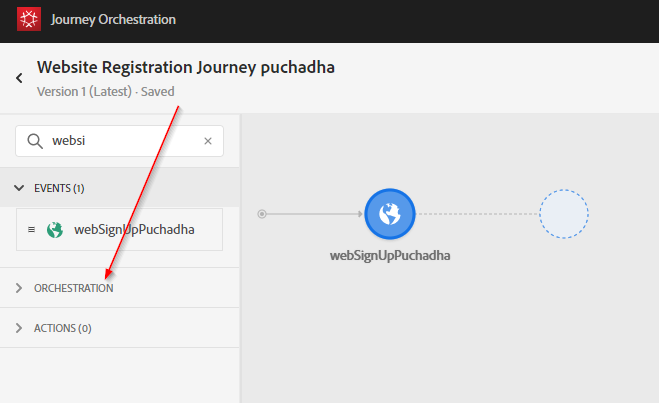 Journey Orchestration
Website Registration Journey puchadha
Version 1 (Latest) · Saved
websi
EVENTS (1)
webSignUpPuchadha
ORCHESTRATION
ACTIONS (0)
webSignUpPuchadha